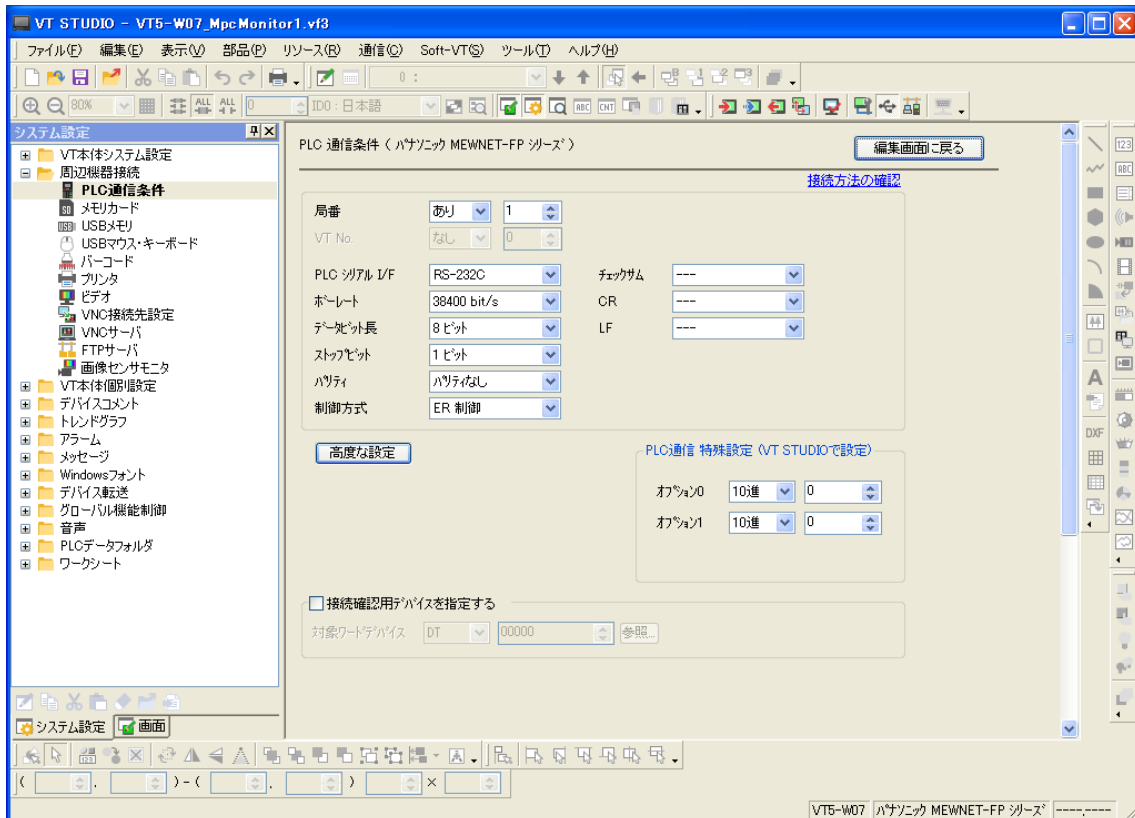 VT STUDIO - VT5-W07_MpcMonitor1.vf3
ファイル(F) 編集(E) 表示(V) 部品(P) リソース(R) 通信(C) Soft-VT(S) ツール(T) ヘルプ(H)
0 :
80% ALL ALL 0 ID0 : 日本語 ABC CNT
システム設定
VT本体システム設定
周辺機器接続
PLC通信条件
メモリカード
USBメモリ
USBマウス・キーボード
バーコード
プリンタ
ビデオ
VNC接続先設定
VNCサーバ
FTPサーバ
画像センサモニタ
VT本体個別設定
デバイスコメント
トレンドグラフ
アラーム
メッセージ
Windowsフォント
デバイス転送
グローバル機能制御
音声
PLCデータフォルダ
ワークシート
システム設定 画面
PLC 通信条件 ( パナソニック MEWNET-FP シリーズ )
編集画面に戻る
接続方法の確認
局番 あり 1
VT No. なし 0
PLC シリアル I/F RS-232C チェックサム ---
ボーレート 38400 bit/s CR ---
データビット長 8 ビット LF ---
ストップビット 1 ビット
パリティ パリティなし
制御方式 ER 制御
高度な設定
PLC通信 特殊設定 (VT STUDIOで設定)
オプション0 10進 0
オプション1 10進 0
接続確認用デバイスを指定する
対象ワードデバイス DT 00000 参照...
123
ABC
A
DXF
( . ) - ( . ) ×
VT5-W07 パナソニック MEWNET-FP シリーズ ----,----